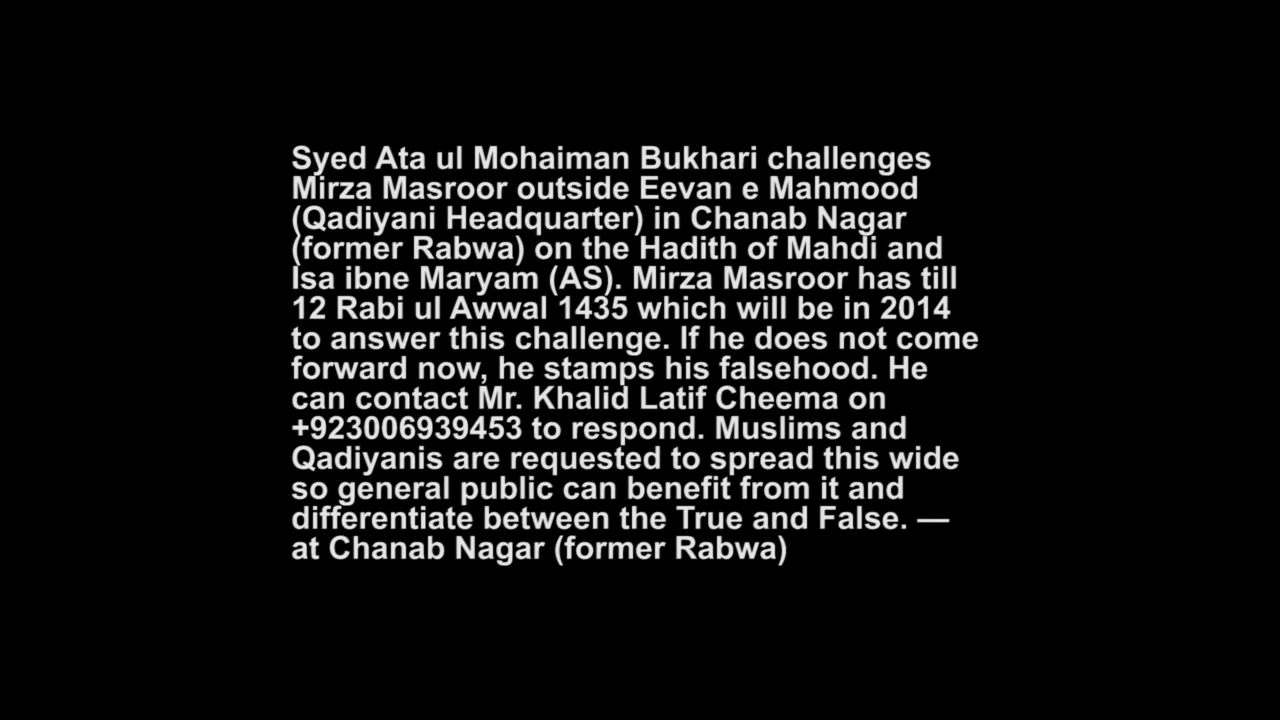 Syed Ata ul Mohaiman Bukhari challenges
Mirza Masroor outside Eevan e Mahmood
(Qadiyani Headquarter) in Chanab Nagar
(former Rabwa) on the Hadith of Mahdi and
Isa ibne Maryam (AS). Mirza Masroor has till
12 Rabi ul Awwal 1435 which will be in 2014
to answer this challenge. If he does not come
forward now, he stamps his falsehood. He
can contact Mr. Khalid Latif Cheema on
+923006939453 to respond. Muslims and
Qadiyanis are requested to spread this wide
so general public can benefit from it and
differentiate between the True and False. —
at Chanab Nagar (former Rabwa)